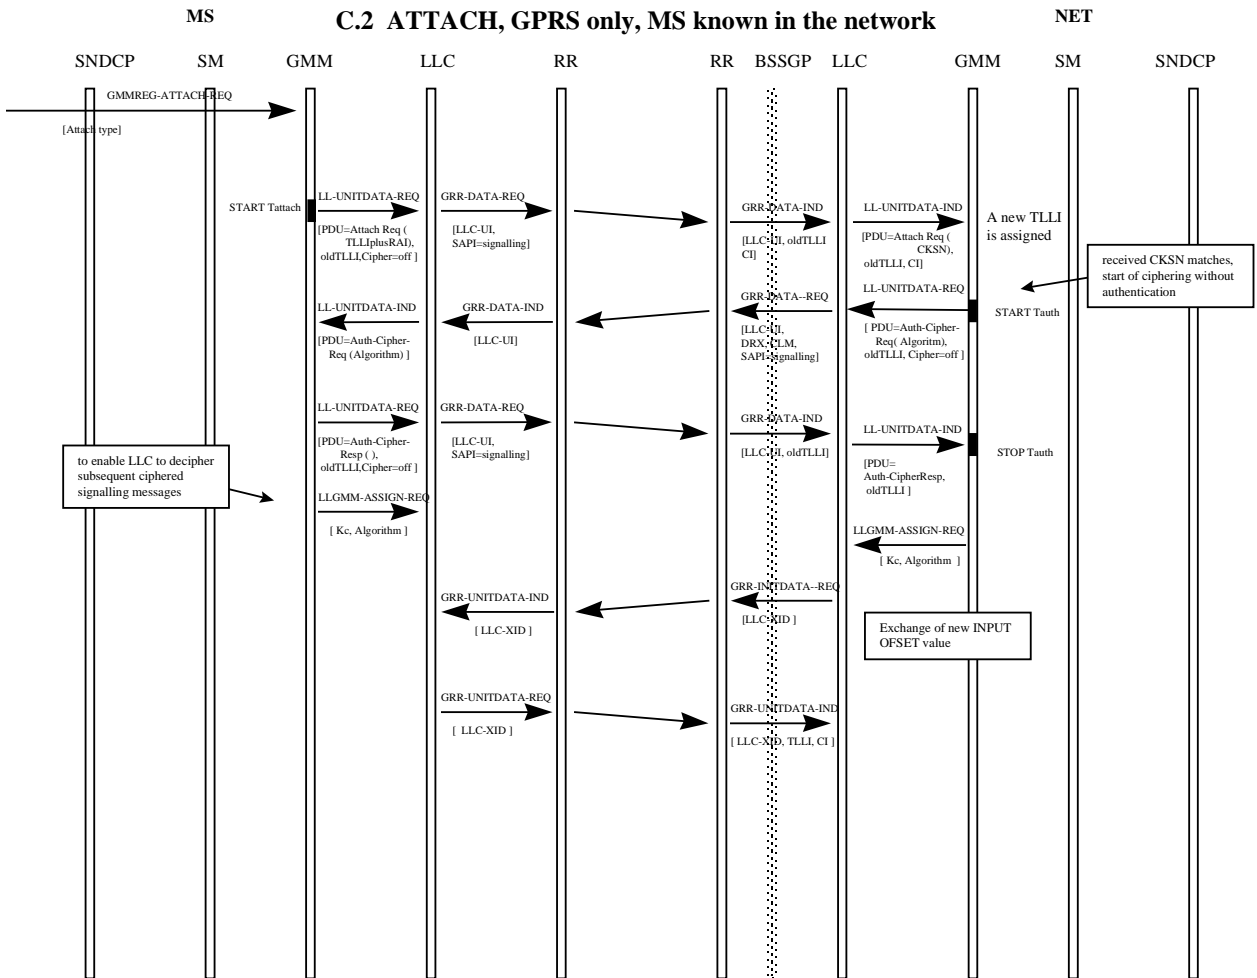 MS
C.2 ATTACH, GPRS only, MS known in the network
NET
SNDCP SM GMM LLC RR RR BSSGP LLC GMM SM SNDCP
GMMREG-ATTACH-REQ
[Attach type]
START Tattach
LL-UNITDATA-REQ
[PDU=Attach Req (
TLLIplusRAI),
oldTLLI,Cipher=off ]
GRR-DATA-REQ
[LLC-UI,
SAPI=signalling]
GRR-DATA-IND
[LLC-UI, oldTLLI
CI]
LL-UNITDATA-IND
[PDU=Attach Req (
CKSN),
oldTLLI, CI]
A new TLLI
is assigned
received CKSN matches,
start of ciphering without
authentication
LL-UNITDATA-IND
[PDU=Auth-Cipher-
Req (Algorithm) ]
GRR-DATA-IND
[LLC-UI]
GRR-DATA--REQ
[LLC-UI,
DRX, CLM,
SAPI=signalling]
LL-UNITDATA-REQ
[ PDU=Auth-Cipher-
Req( Algoritm),
oldTLLI, Cipher=off ]
START Tauth
LL-UNITDATA-REQ
[PDU=Auth-Cipher-
Resp ( ),
oldTLLI,Cipher=off ]
GRR-DATA-REQ
[LLC-UI,
SAPI=signalling]
GRR-DATA-IND
[LLC-UI, oldTLLI]
LL-UNITDATA-IND
[PDU=
Auth-CipherResp,
oldTLLI ]
STOP Tauth
to enable LLC to decipher
subsequent ciphered
signalling messages
LLGMM-ASSIGN-REQ
[ Kc, Algorithm ]
LLGMM-ASSIGN-REQ
[ Kc, Algorithm ]
GRR-UNITDATA-IND
[ LLC-XID ]
GRR-INITDATA--REQ
[LLC-XID ]
Exchange of new INPUT
OFSET value
GRR-UNITDATA-REQ
[ LLC-XID ]
GRR-UNITDATA-IND
[ LLC-XID, TLLI, CI ]